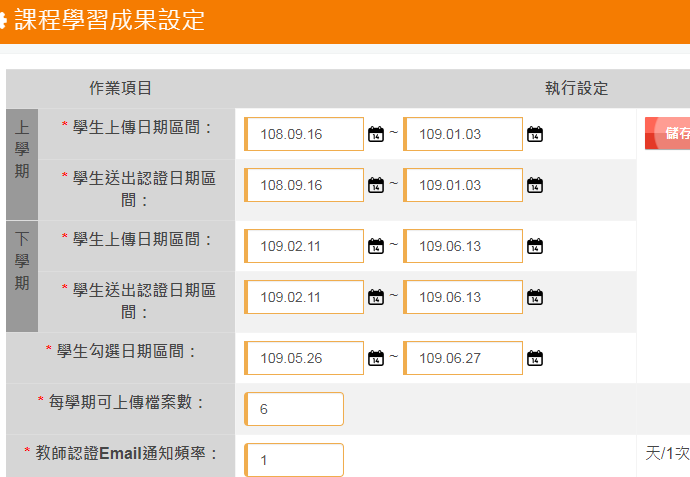 課程學習成果設定
作業項目 執行設定
上學期
* 學生上傳日期區間： 108.09.16 ~ 109.01.03 儲存
* 學生送出認證日期區間： 108.09.16 ~ 109.01.03
下學期
* 學生上傳日期區間： 109.02.11 ~ 109.06.13
* 學生送出認證日期區間： 109.02.11 ~ 109.06.13
* 學生勾選日期區間： 109.05.26 ~ 109.06.27
* 每學期可上傳檔案數： 6
* 教師認證Email通知頻率： 1 天/1次